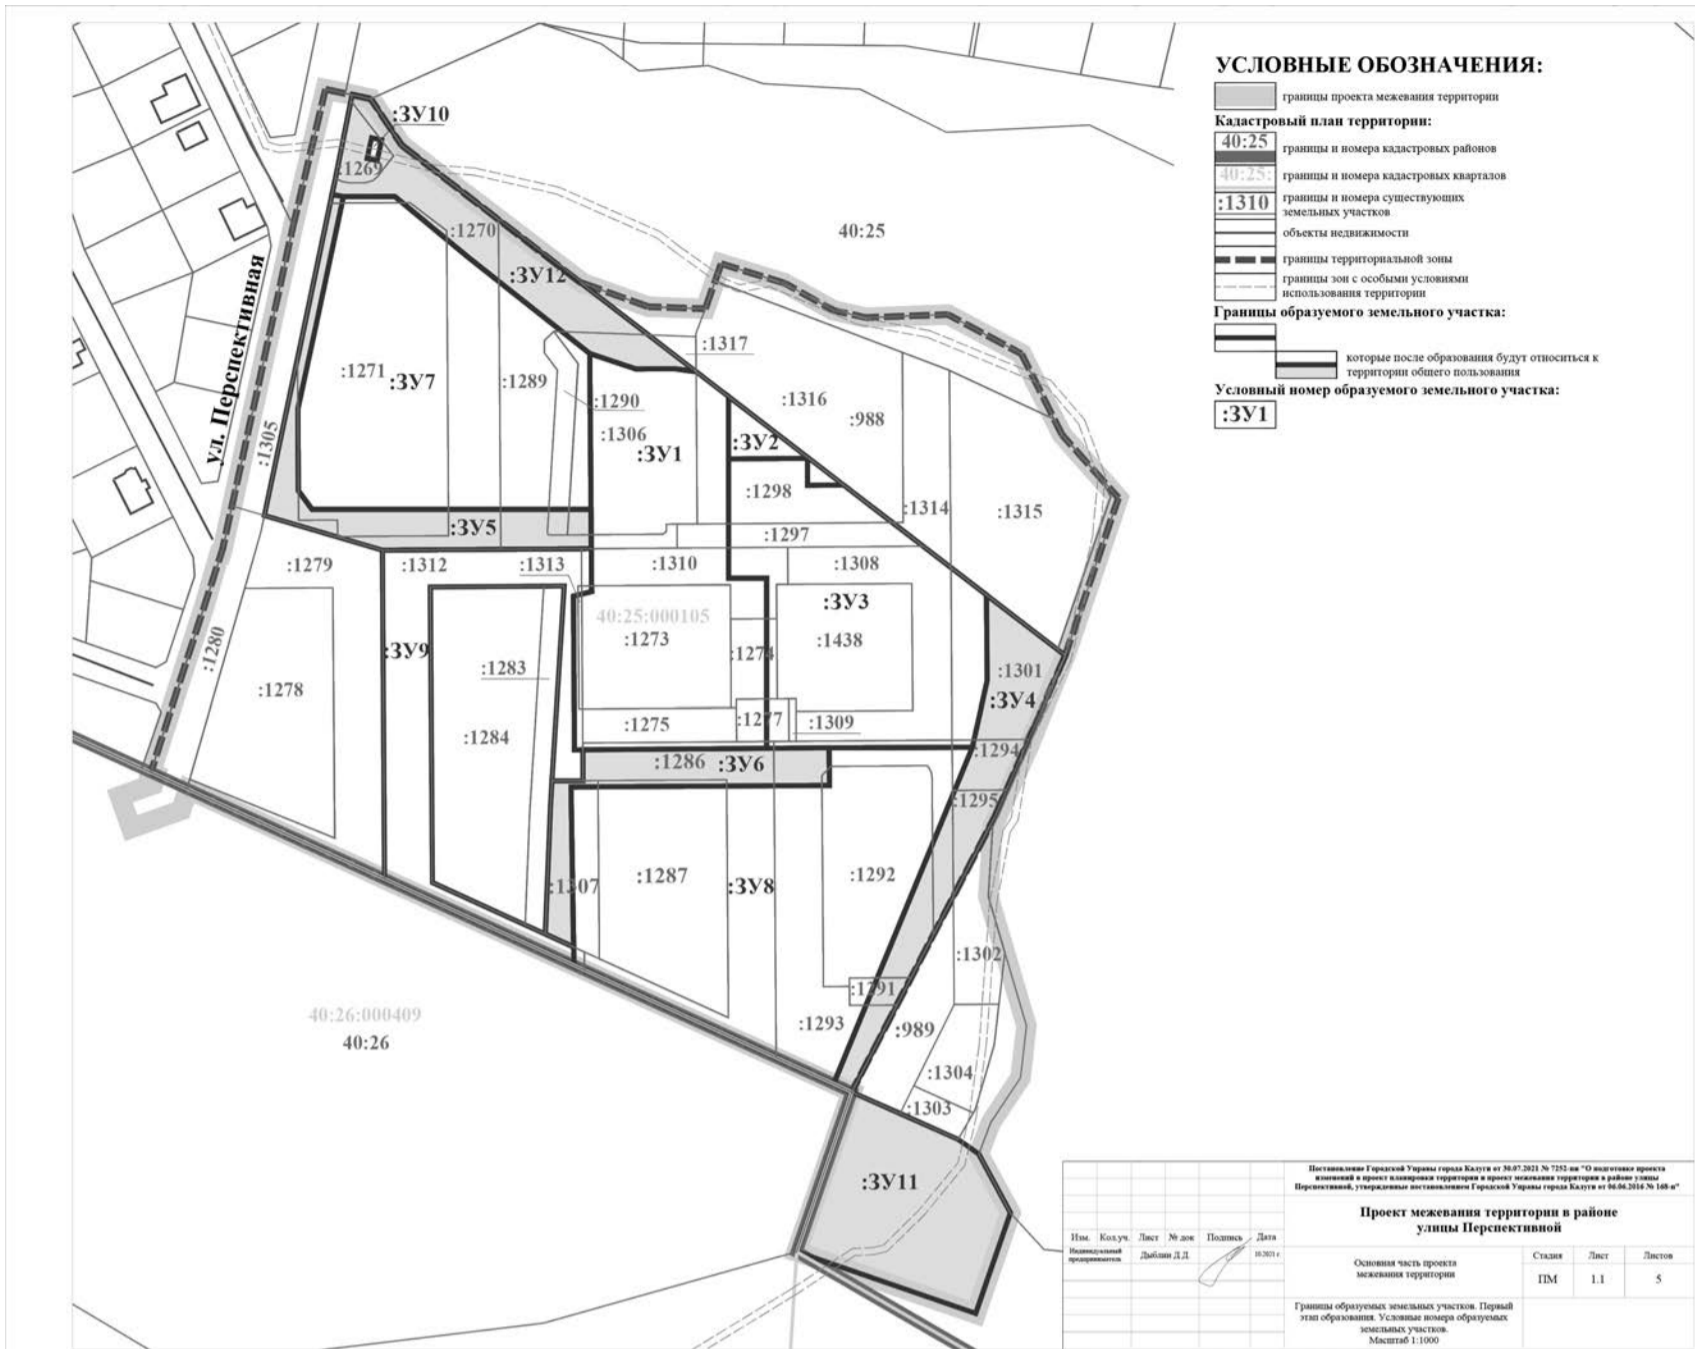 УСЛОВНЫЕ ОБОЗНАЧЕНИЯ:
границы проекта межевания территории
Кадастровый план территории:
40:25
границы и номера кадастровых районов
40:25:
границы и номера кадастровых кварталов
:1310
границы и номера существующих
земельных участков
объекты недвижимости
границы территориальной зоны
границы зон с особыми условиями
использования территории
Границы образуемого земельного участка:
которые после образования будут относиться к
территории общего пользования
Условный номер образуемого земельного участка:
:ЗУ1
:ЗУ10
:1269
:1270
40:25
:ЗУ12
ул. Перспективная
:1317
:1271
:ЗУ7
:1289
:1290
:1316
:988
:1306
:1305
:ЗУ1
:ЗУ2
:1298
:1314
:1315
:ЗУ5
:1297
:1279
:1312
:1313
:1310
:1308
40:25:000105
:ЗУ3
:1280
:ЗУ9
:1273
:1274
:1438
:1283
:1301
:1278
:ЗУ4
:1275
:1277
:1309
:1284
:1294
:1286
:ЗУ6
:1295
:1307
:1287
:ЗУ8
:1292
:1302
:1291
40:26:000409
40:26
:1293
:989
:1304
:1303
:ЗУ11
Постановление Городской Управы города Калуги от 30.07.2021 № 7252-пи "О подготовке проекта
изменений в проект планировки территории и проект межевания территории в районе улицы
Перспективной, утвержденные постановлением Городской Управы города Калуги от 06.06.2016 № 168-п"
Проект межевания территории в районе
улицы Перспективной
Изм. Кол.уч. Лист № док Подпись Дата
Индивидуальный
предприниматель
Дыблин Д.Д.
10.2021 г
Основная часть проекта
межевания территории
Стадия Лист Листов
ПМ 1.1 5
Границы образуемых земельных участков. Первый
этап образования. Условные номера образуемых
земельных участков.
Масштаб 1:1000